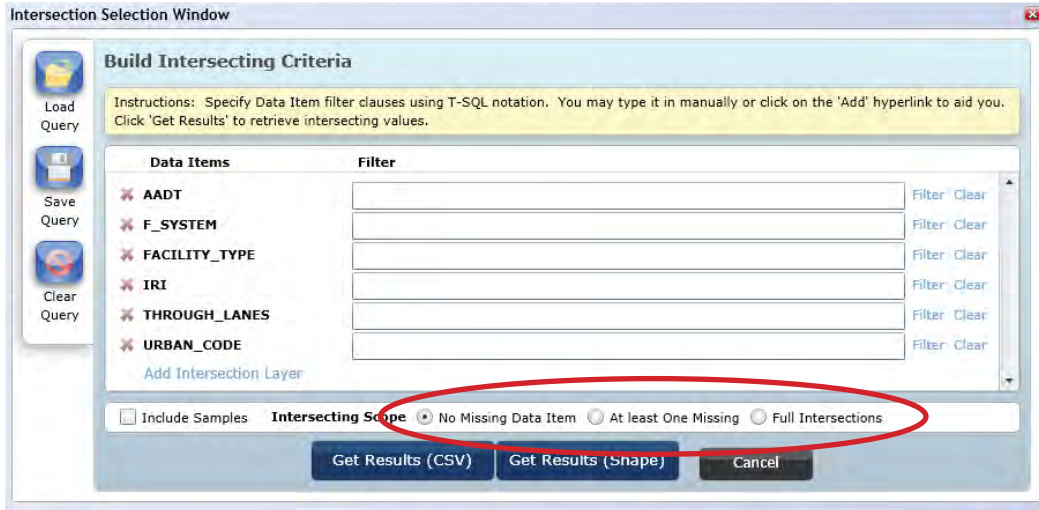 Intersection Selection Window
Load
Query
Save
Query
Clear
Query
Build Intersecting Criteria
Instructions:  Specify Data Item filter clauses using T-SQL notation.  You may type it in manually or click on the 'Add' hyperlink to aid you.
Click 'Get Results' to retrieve intersecting values.
Data Items Filter
AADT Filter Clear
F_SYSTEM Filter Clear
FACILITY_TYPE Filter Clear
IRI Filter Clear
THROUGH_LANES Filter Clear
URBAN_CODE Filter Clear
Add Intersection Layer
Include Samples Intersecting Scope No Missing Data Item At least One Missing Full Intersections
Get Results (CSV) Get Results (Shape) Cancel